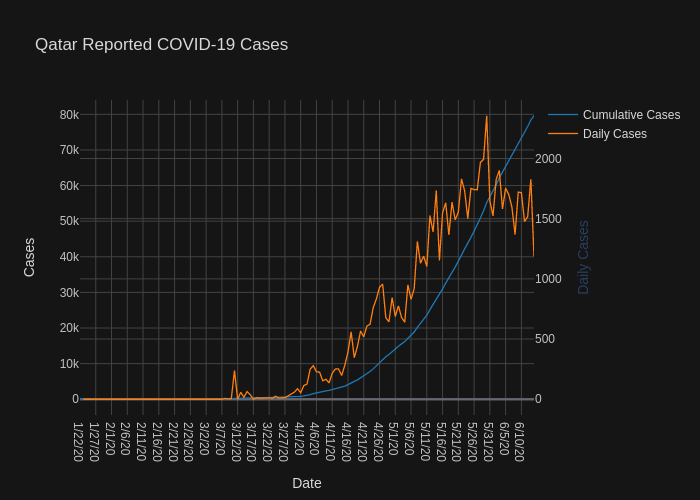 Qatar Reported COVID-19 Cases
Cumulative Cases
Daily Cases
80k
70k
60k
50k
40k
30k
20k
10k
0
2000
1500
1000
500
0
Cases
Daily Cases
1/22/20
1/27/20
2/1/20
2/6/20
2/11/20
2/16/20
2/21/20
2/26/20
3/2/20
3/7/20
3/12/20
3/17/20
3/22/20
3/27/20
4/1/20
4/6/20
4/11/20
4/16/20
4/21/20
4/26/20
5/1/20
5/6/20
5/11/20
5/16/20
5/21/20
5/26/20
5/31/20
6/5/20
6/10/20
Date